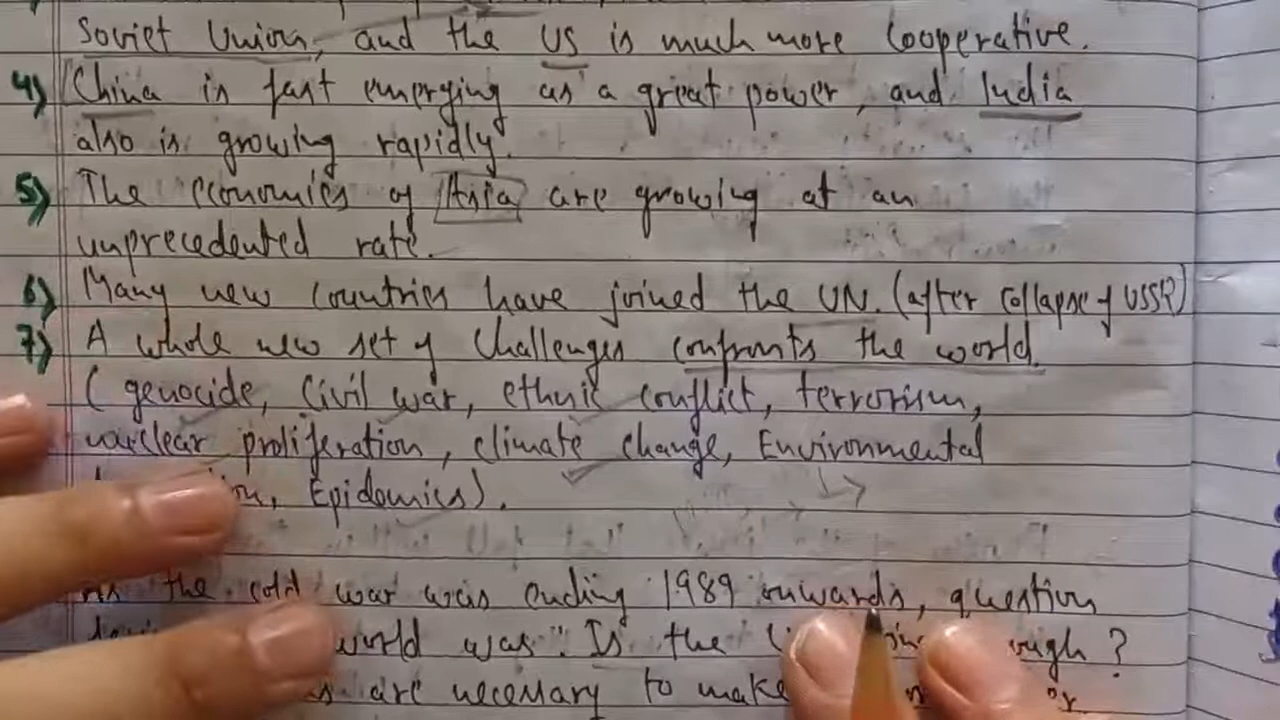 Soviet Union, and the US is much more Cooperative.
4) China is fast emerging as a great power, and India
also is growing rapidly.
5) The economies of Asia are growing at an
unprecedented rate.
6) Many new countries have joined the UN. (after collapse of USSR)
7) A whole new set of challenges confronts the world.
( genocide, Civil war, ethnic conflict, terrorism,
nuclear proliferation, climate change, Environmental
Epidemics).
As the cold war was ending 1989 onwards, question
world was: Is the
are necessary to make